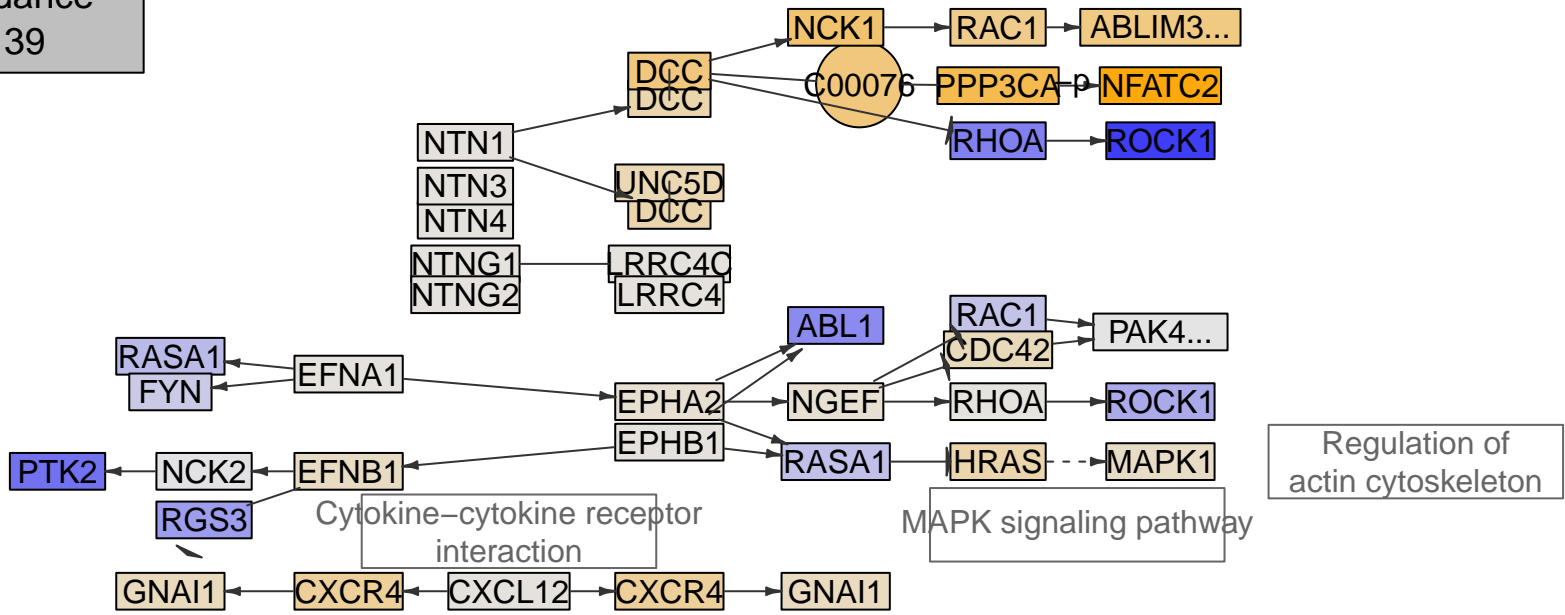 39
NCK1
RAC1
ABLIM3...
DCC
DCC
C00076
PPP3CA
+p
NFATC2
RHOA
ROCK1
NTN1
NTN3
NTN4
UNC5D
DCC
NTNG1
NTNG2
LRRC4C
LRRC4
ABL1
RAC1
CDC42
PAK4...
RASA1
FYN
EFNA1
EPHA2
EPHB1
NGEF
RHOA
ROCK1
RASA1
HRAS
MAPK1
PTK2
NCK2
EFNB1
RGS3
Cytokine−cytokine receptor
interaction
MAPK signaling pathway
Regulation of
actin cytoskeleton
GNAI1
CXCR4
CXCL12
CXCR4
GNAI1